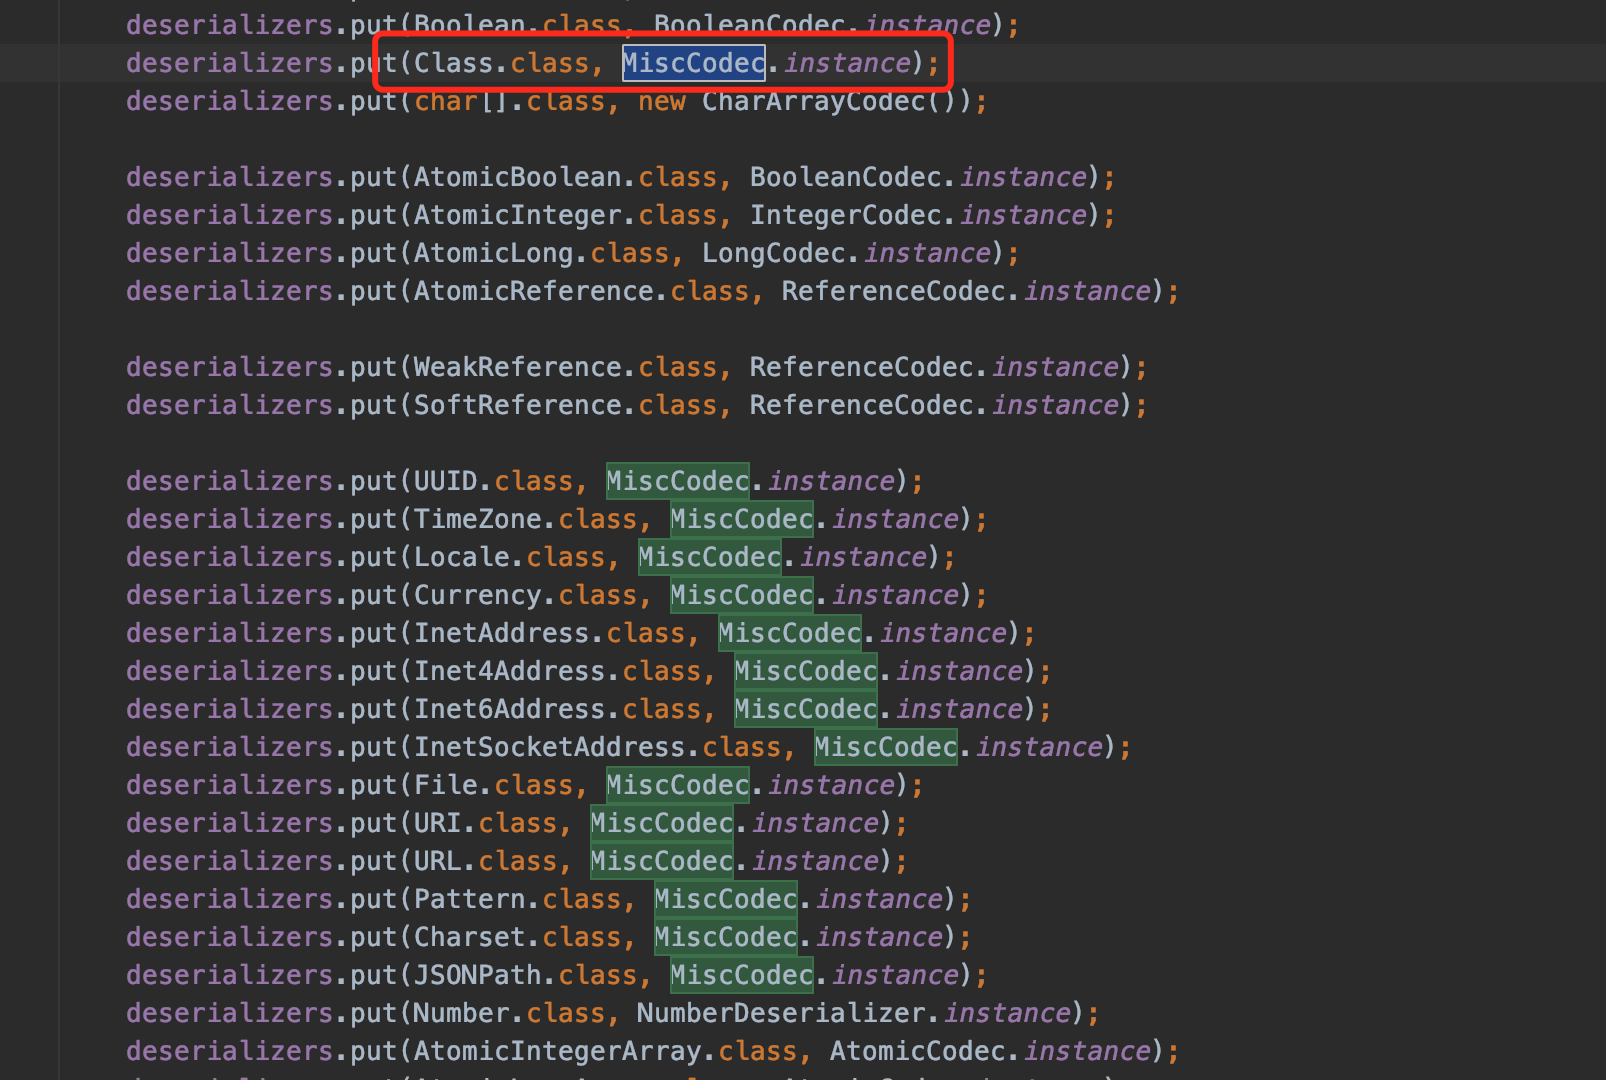 deserializers.put(Boolean.class, BooleanCodec.instance);
deserializers.put(Class.class, MiscCodec.instance);
deserializers.put(char[].class, new CharArrayCodec());
deserializers.put(AtomicBoolean.class, BooleanCodec.instance);
deserializers.put(AtomicInteger.class, IntegerCodec.instance);
deserializers.put(AtomicLong.class, LongCodec.instance);
deserializers.put(AtomicReference.class, ReferenceCodec.instance);
deserializers.put(WeakReference.class, ReferenceCodec.instance);
deserializers.put(SoftReference.class, ReferenceCodec.instance);
deserializers.put(UUID.class, MiscCodec.instance);
deserializers.put(TimeZone.class, MiscCodec.instance);
deserializers.put(Locale.class, MiscCodec.instance);
deserializers.put(Currency.class, MiscCodec.instance);
deserializers.put(InetAddress.class, MiscCodec.instance);
deserializers.put(Inet4Address.class, MiscCodec.instance);
deserializers.put(Inet6Address.class, MiscCodec.instance);
deserializers.put(InetSocketAddress.class, MiscCodec.instance);
deserializers.put(File.class, MiscCodec.instance);
deserializers.put(URI.class, MiscCodec.instance);
deserializers.put(URL.class, MiscCodec.instance);
deserializers.put(Pattern.class, MiscCodec.instance);
deserializers.put(Charset.class, MiscCodec.instance);
deserializers.put(JSONPath.class, MiscCodec.instance);
deserializers.put(Number.class, NumberDeserializer.instance);
deserializers.put(AtomicIntegerArray.class, AtomicCodec.instance);